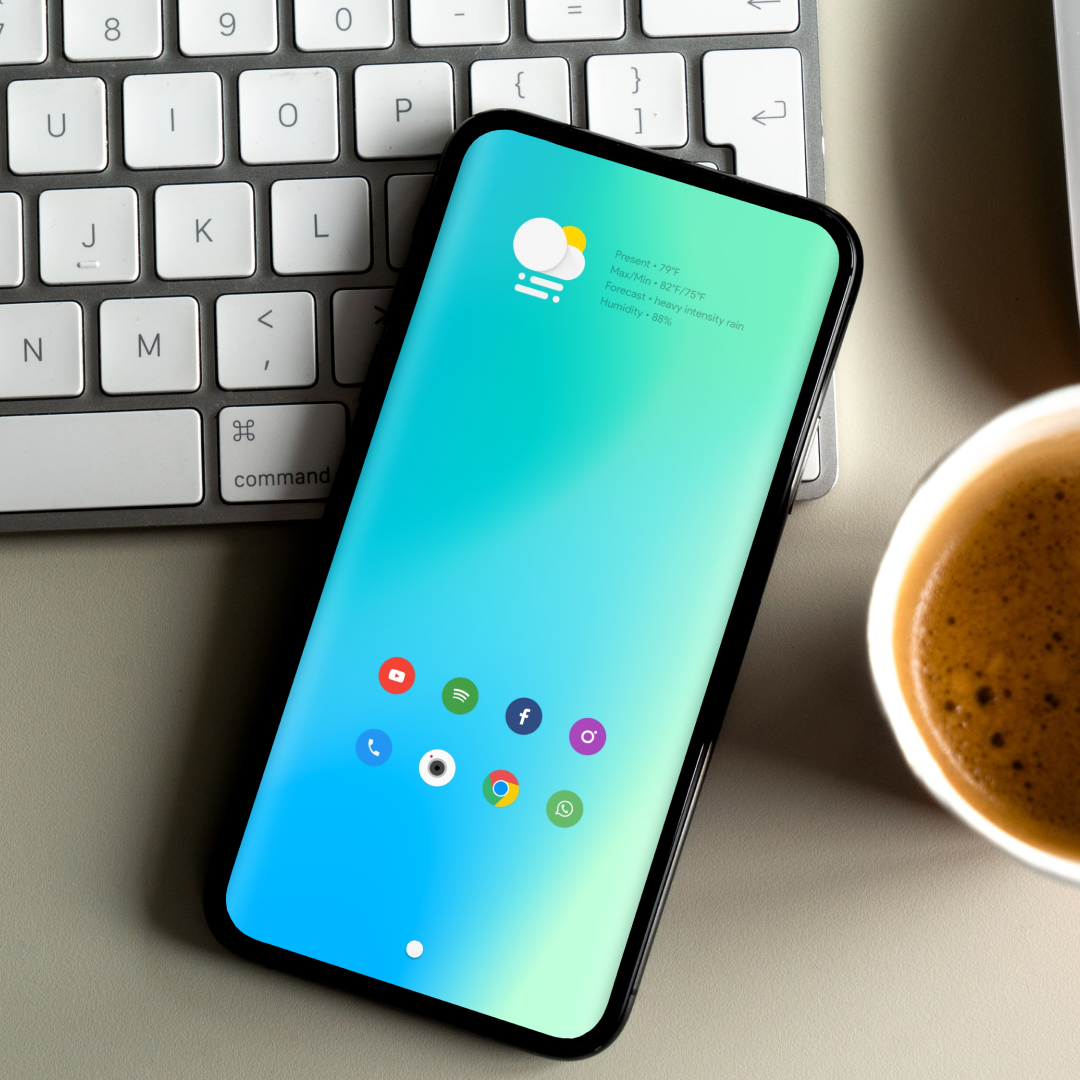 8 9 0 - =
U I O P { } ]
J K L
N M < ,
⌘
command
Present • 79°F
Max/Min • 82°F/75°F
Forecast • heavy intensity rain
Humidity • 88%